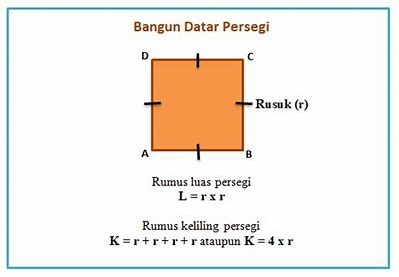 Bangun Datar Persegi
D
C
Rusuk (r)
A
B
Rumus luas persegi
L = r x r
Rumus keliling persegi
K = r + r + r + r ataupun K = 4 x r